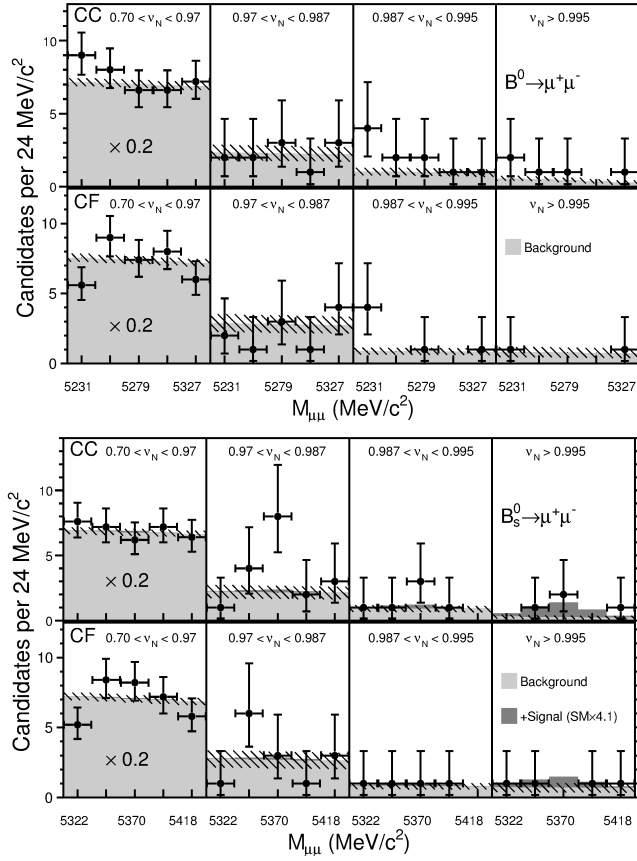 CC 0.70 < ν_N < 0.97 0.97 < ν_N < 0.987 0.987 < ν_N < 0.995 ν_N > 0.995
10
5
0
× 0.2
B⁰→μ⁺μ⁻
Candidates per 24 MeV/c²
CF 0.70 < ν_N < 0.97 0.97 < ν_N < 0.987 0.987 < ν_N < 0.995 ν_N > 0.995
10
5
0
× 0.2
Background
5231 5279 5327 5231 5279 5327 5231 5279 5327 5231 5279 5327
M_μμ (MeV/c²)
CC 0.70 < ν_N < 0.97 0.97 < ν_N < 0.987 0.987 < ν_N < 0.995 ν_N > 0.995
10
5
0
× 0.2
B_s⁰→μ⁺μ⁻
Candidates per 24 MeV/c²
CF 0.70 < ν_N < 0.97 0.97 < ν_N < 0.987 0.987 < ν_N < 0.995 ν_N > 0.995
10
5
0
× 0.2
Background
+Signal (SM×4.1)
5322 5370 5418 5322 5370 5418 5322 5370 5418 5322 5370 5418
M_μμ (MeV/c²)